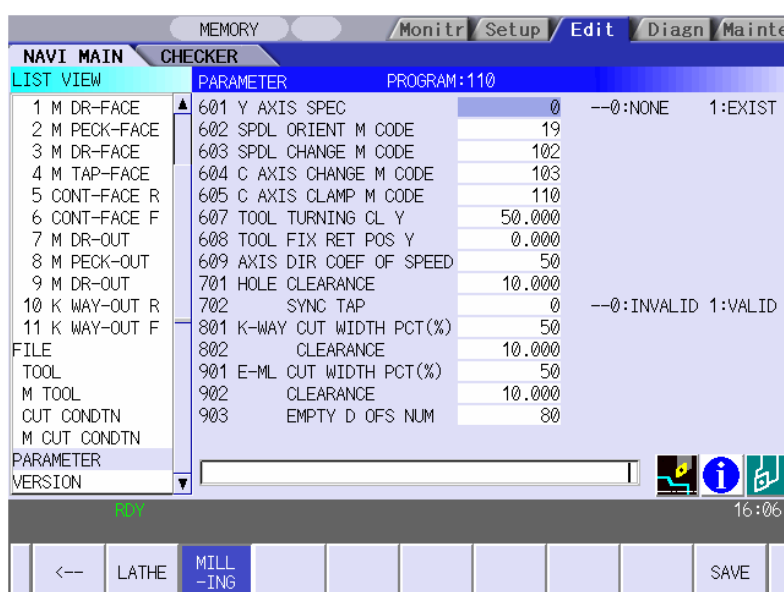 MEMORY Monitr Setup Edit Diagn Mainte
NAVI MAIN CHECKER
LIST VIEW PARAMETER PROGRAM:110
1 M DR-FACE
2 M PECK-FACE
3 M DR-FACE
4 M TAP-FACE
5 CONT-FACE R
6 CONT-FACE F
7 M DR-OUT
8 M PECK-OUT
9 M DR-OUT
10 K WAY-OUT R
11 K WAY-OUT F
FILE
TOOL
M TOOL
CUT CONDTN
M CUT CONDTN
PARAMETER
VERSION
601 Y AXIS SPEC 0 --0:NONE 1:EXIST
602 SPDL ORIENT M CODE 19
603 SPDL CHANGE M CODE 102
604 C AXIS CHANGE M CODE 103
605 C AXIS CLAMP M CODE 110
607 TOOL TURNING CL Y 50.000
608 TOOL FIX RET POS Y 0.000
609 AXIS DIR COEF OF SPEED 50
701 HOLE CLEARANCE 10.000
702 SYNC TAP 0 --0:INVALID 1:VALID
801 K-WAY CUT WIDTH PCT(%) 50
802 CLEARANCE 10.000
901 E-ML CUT WIDTH PCT(%) 50
902 CLEARANCE 10.000
903 EMPTY D OFS NUM 80
RDY 16:06
<-- LATHE MILL SAVE
-ING